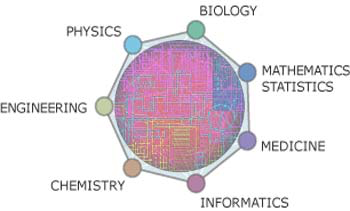 BIOLOGY
PHYSICS
MATHEMATICS
STATISTICS
ENGINEERING
MEDICINE
CHEMISTRY
INFORMATICS